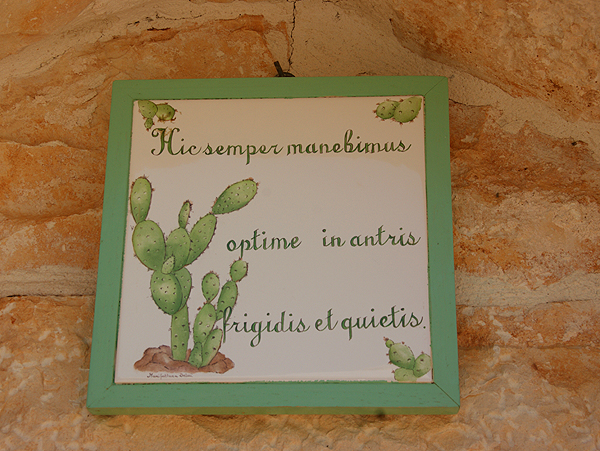 Hic semper manebimus
optime in antris
frigidis et quietis.